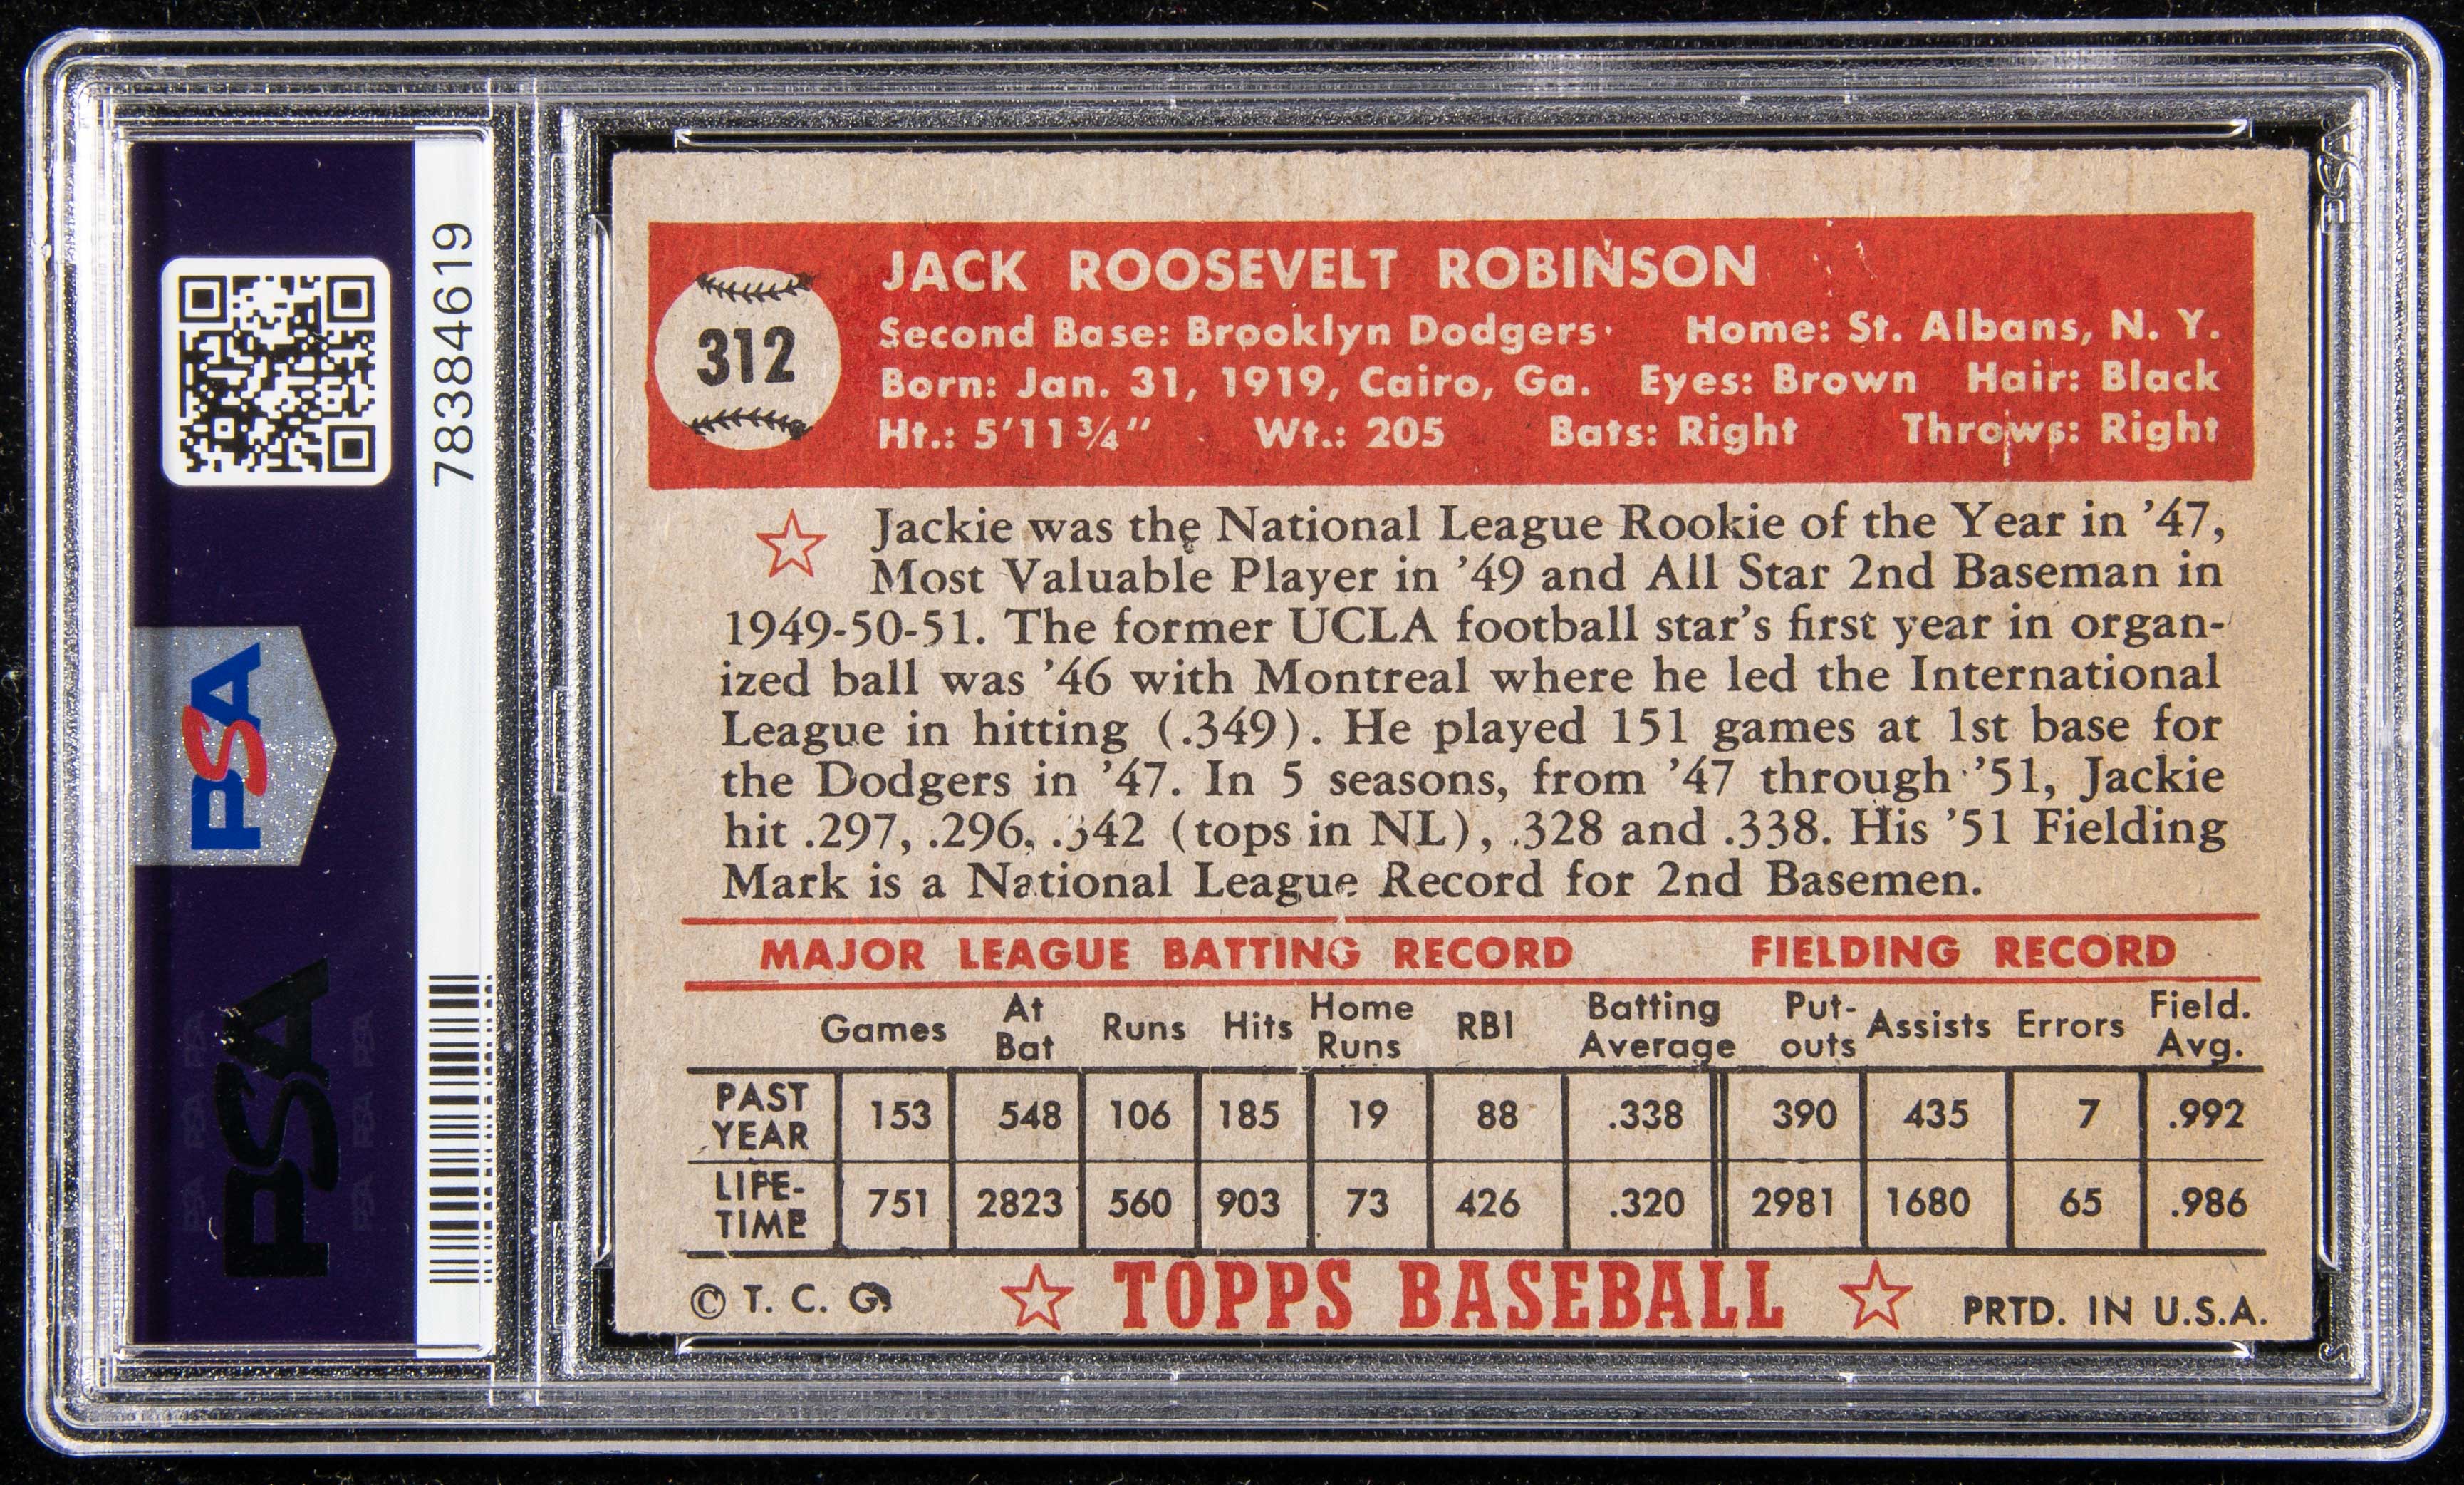 78384619
PSA
PSA
312
JACK ROOSEVELT ROBINSON
Second Base: Brooklyn Dodgers Home: St. Albans, N. Y.
Born: Jan. 31, 1919, Cairo, Ga. Eyes: Brown Hair: Black
Ht.: 5'11 3/4" Wt.: 205 Bats: Right Throws: Right
Jackie was the National League Rookie of the Year in '47,
Most Valuable Player in '49 and All Star 2nd Baseman in
1949-50-51. The former UCLA football star's first year in organ-
ized ball was '46 with Montreal where he led the International
League in hitting (.349). He played 151 games at 1st base for
the Dodgers in '47. In 5 seasons, from '47 through '51, Jackie
hit .297, .296, .342 (tops in NL), .328 and .338. His '51 Fielding
Mark is a National League Record for 2nd Basemen.
MAJOR LEAGUE BATTING RECORD FIELDING RECORD
Games At Bat Runs Hits Home Runs RBI Batting Average Put-outs Assists Errors Field. Avg.
PAST YEAR 153 548 106 185 19 88 .338 390 435 7 .992
LIFE-TIME 751 2823 560 903 73 426 .320 2981 1680 65 .986
© T. C. G. TOPPS BASEBALL PRTD. IN U.S.A.
PSA